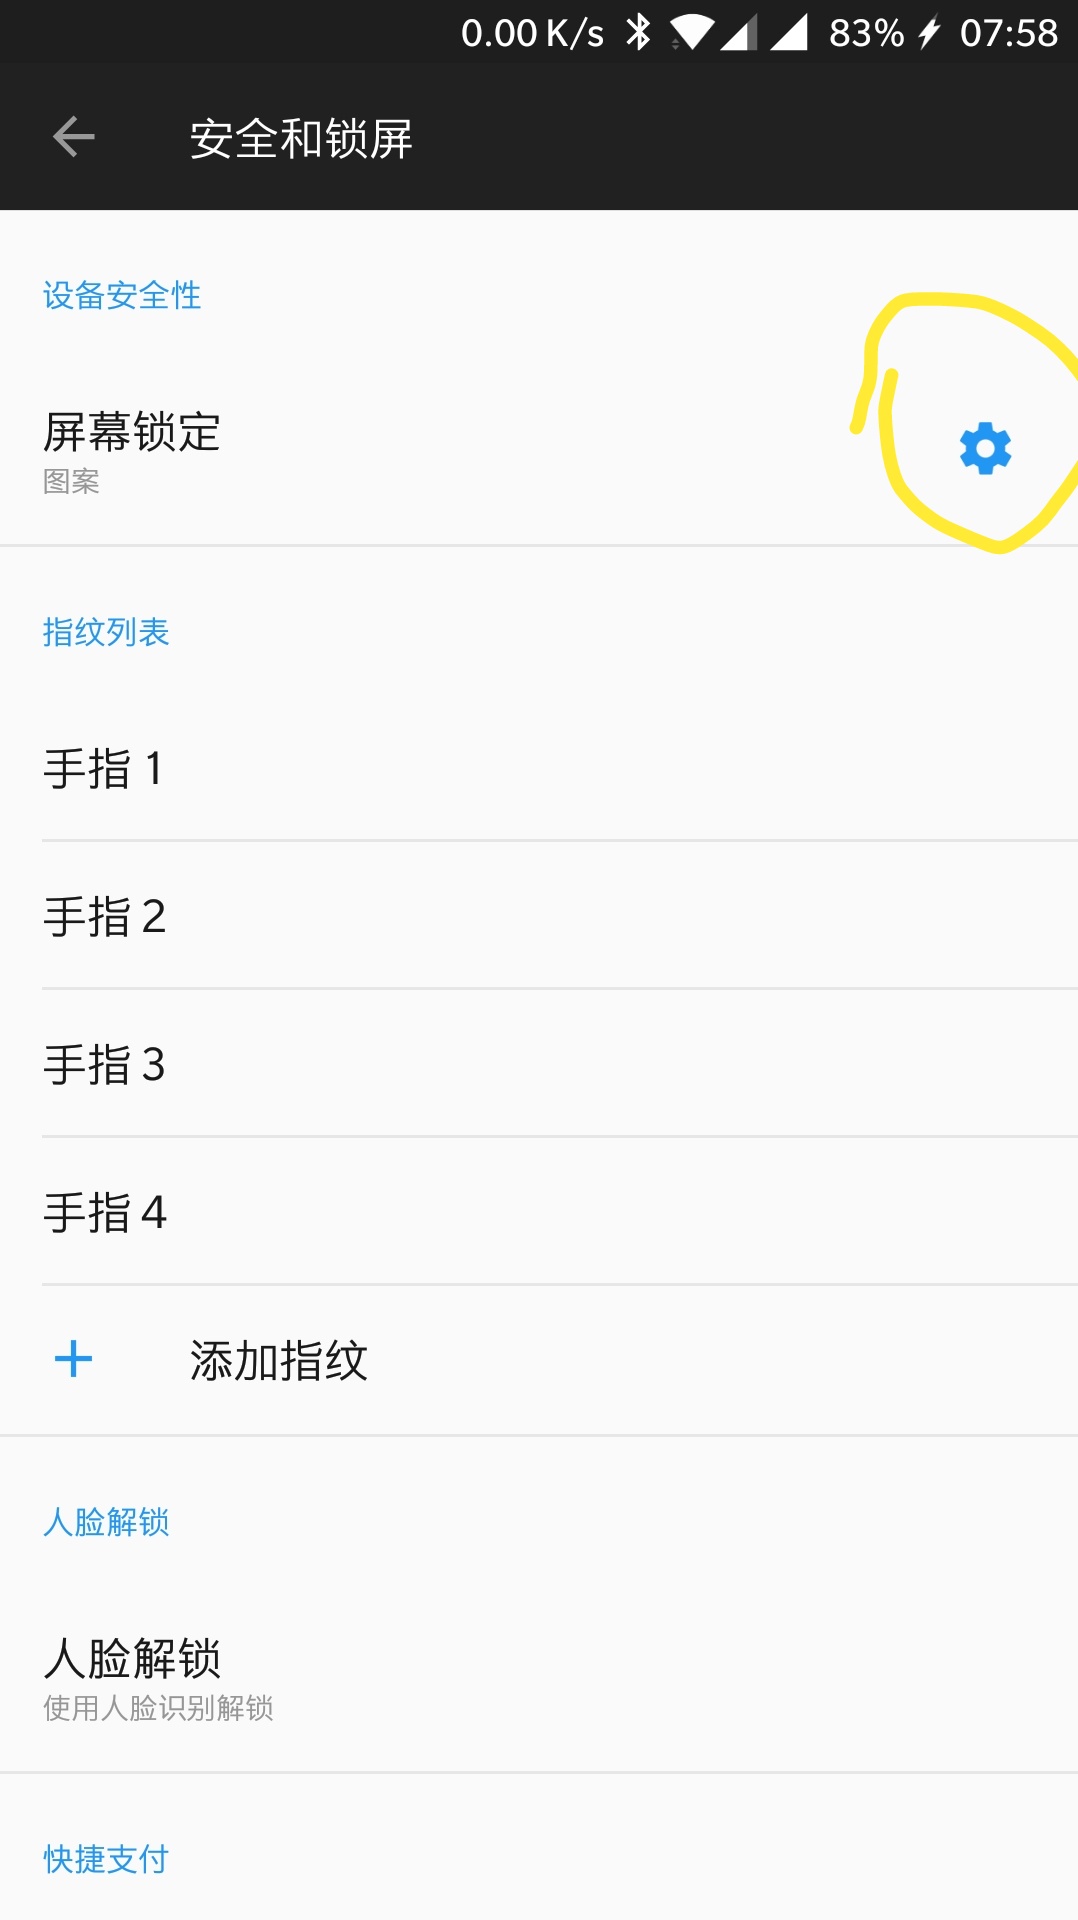 0.00 K/s 83% 07:58
安全和锁屏
设备安全性
屏幕锁定
图案
指纹列表
手指 1
手指 2
手指 3
手指 4
添加指纹
人脸解锁
人脸解锁
使用人脸识别解锁
快捷支付